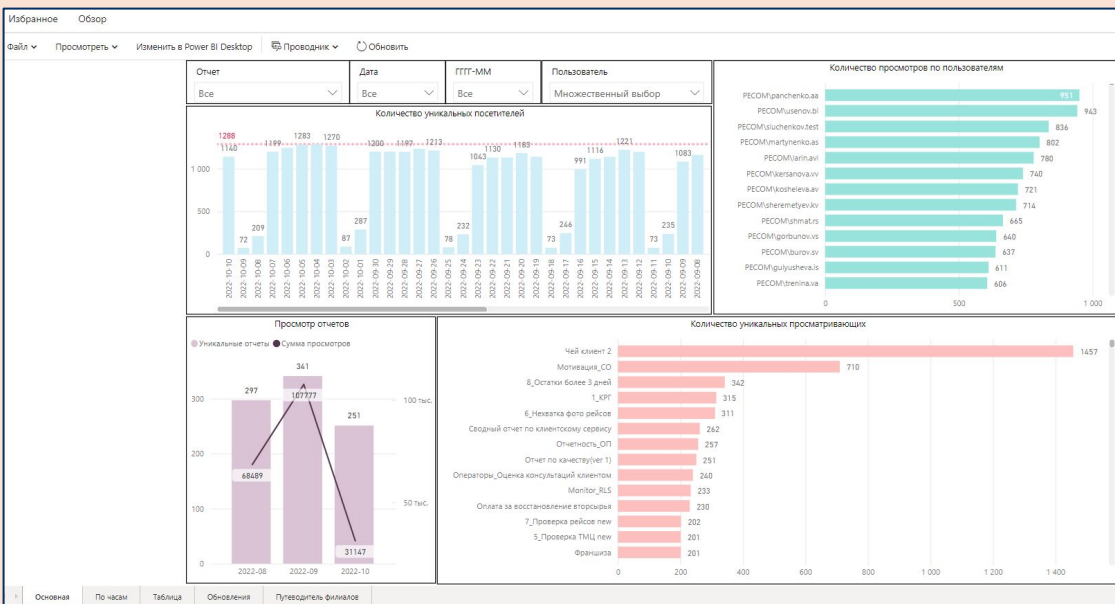 Избранное Обзор
Файл Просмотреть Изменить в Power BI Desktop Проводник Обновить
Отчет Дата ГГГГ-ММ Пользователь
Все Все Все Множественный выбор
Количество уникальных посетителей
1288
1140 72 209 1199 1283 1270 87 287 1200 1197 1213 78 232 1043 1130 1183 73 246 991 1116 1221 73 235 1083
1 000
500
0
2022-10-10 2022-10-09 2022-10-08 2022-10-07 2022-10-06 2022-10-05 2022-10-04 2022-10-03 2022-10-02 2022-10-01 2022-09-30 2022-09-29 2022-09-28 2022-09-27 2022-09-26 2022-09-25 2022-09-24 2022-09-23 2022-09-22 2022-09-21 2022-09-20 2022-09-19 2022-09-18 2022-09-17 2022-09-16 2022-09-15 2022-09-14 2022-09-13 2022-09-12 2022-09-11 2022-09-10 2022-09-09 2022-09-08
Количество просмотров по пользователям
PECOM\panchenko.aa 951
PECOM\usenov.bl 943
PECOM\siuchenkov.test 836
PECOM\martynenko.as 802
PECOM\larin.avi 780
PECOM\kersanova.vv 740
PECOM\kosheleva.av 721
PECOM\sheremetyev.kv 714
PECOM\shmat.rs 665
PECOM\gorbunov.vs 640
PECOM\burov.sv 637
PECOM\gulyusheva.is 611
PECOM\trenina.va 606
0 500 1 000
Просмотр отчетов
Уникальные отчеты Сумма просмотров
297 341 251
68489 107777 31147
300
200
100
0
100 тыс.
50 тыс.
2022-08 2022-09 2022-10
Количество уникальных просматривающих
Чей клиент 2 1457
Мотивация_СО 710
8_Остатки более 3 дней 342
1_КРГ 315
6_Нехватка фото рейсов 311
Сводный отчет по клиентскому сервису 262
Отчетность_ОП 257
Отчет по качеству(ver 1) 251
Операторы_Оценка консультаций клиентом 240
Monitor_RLS 233
Оплата за восстановление вторсырья 230
7_Проверка рейсов new 202
5_Проверка ТМЦ new 201
Франшиза 201
0 200 400 600 800 1 000 1 200 1 400
Основная По часам Таблица Обновления Путеводитель филиалов